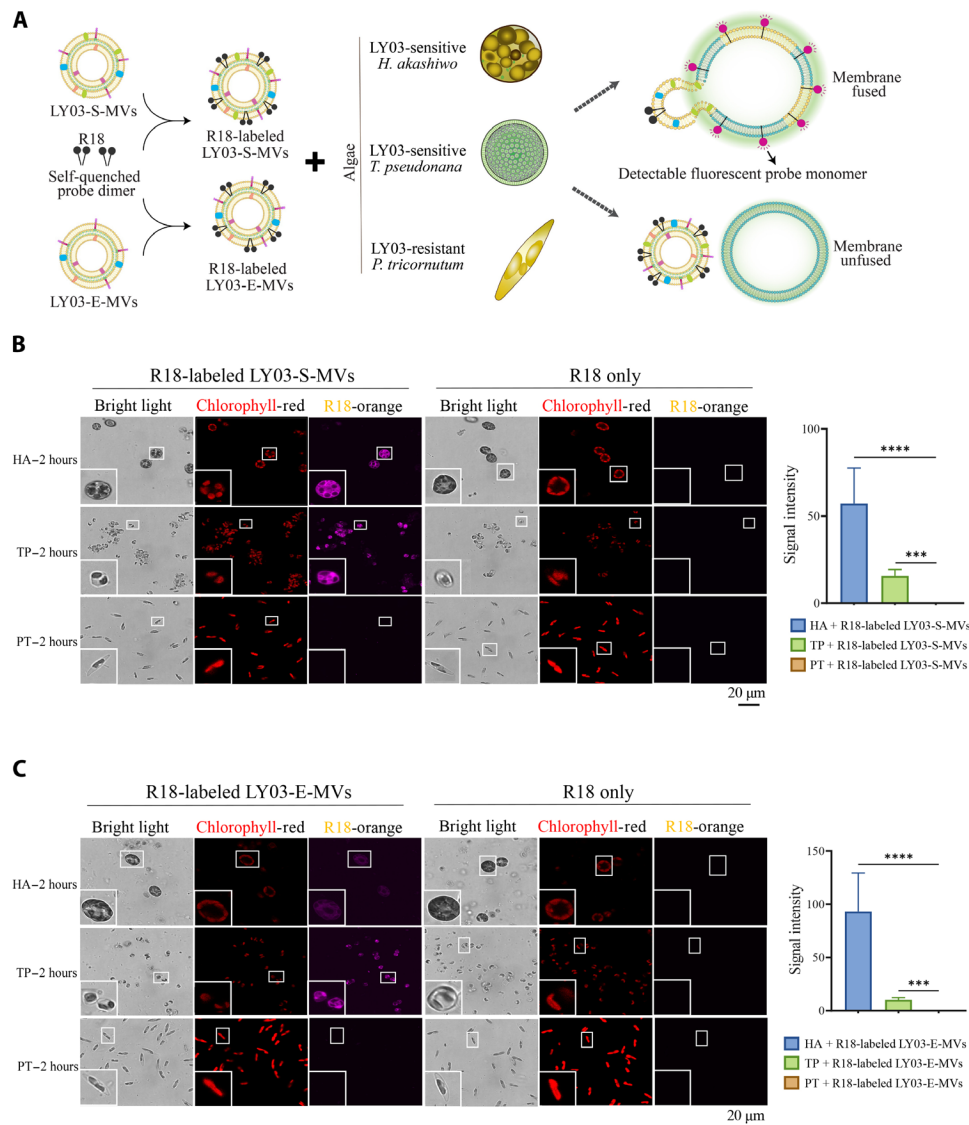 A
LY03-S-MVs
R18
Self-quenched
probe dimer
LY03-E-MVs
R18-labeled
LY03-S-MVs
R18-labeled
LY03-E-MVs
+
Algae
LY03-sensitive
H. akashiwo
LY03-sensitive
T. pseudonana
LY03-resistant
P. tricornutum
Membrane
fused
Detectable fluorescent probe monomer
Membrane
unfused
B
R18-labeled LY03-S-MVs
R18 only
Bright light
Chlorophyll-red
R18-orange
Bright light
Chlorophyll-red
R18-orange
HA–2 hours
TP–2 hours
PT–2 hours
20 μm
Signal intensity
100
50
0
****
***
HA + R18-labeled LY03-S-MVs
TP + R18-labeled LY03-S-MVs
PT + R18-labeled LY03-S-MVs
C
R18-labeled LY03-E-MVs
R18 only
Bright light
Chlorophyll-red
R18-orange
Bright light
Chlorophyll-red
R18-orange
HA–2 hours
TP–2 hours
PT–2 hours
20 μm
Signal intensity
150
100
50
0
****
***
HA + R18-labeled LY03-E-MVs
TP + R18-labeled LY03-E-MVs
PT + R18-labeled LY03-E-MVs